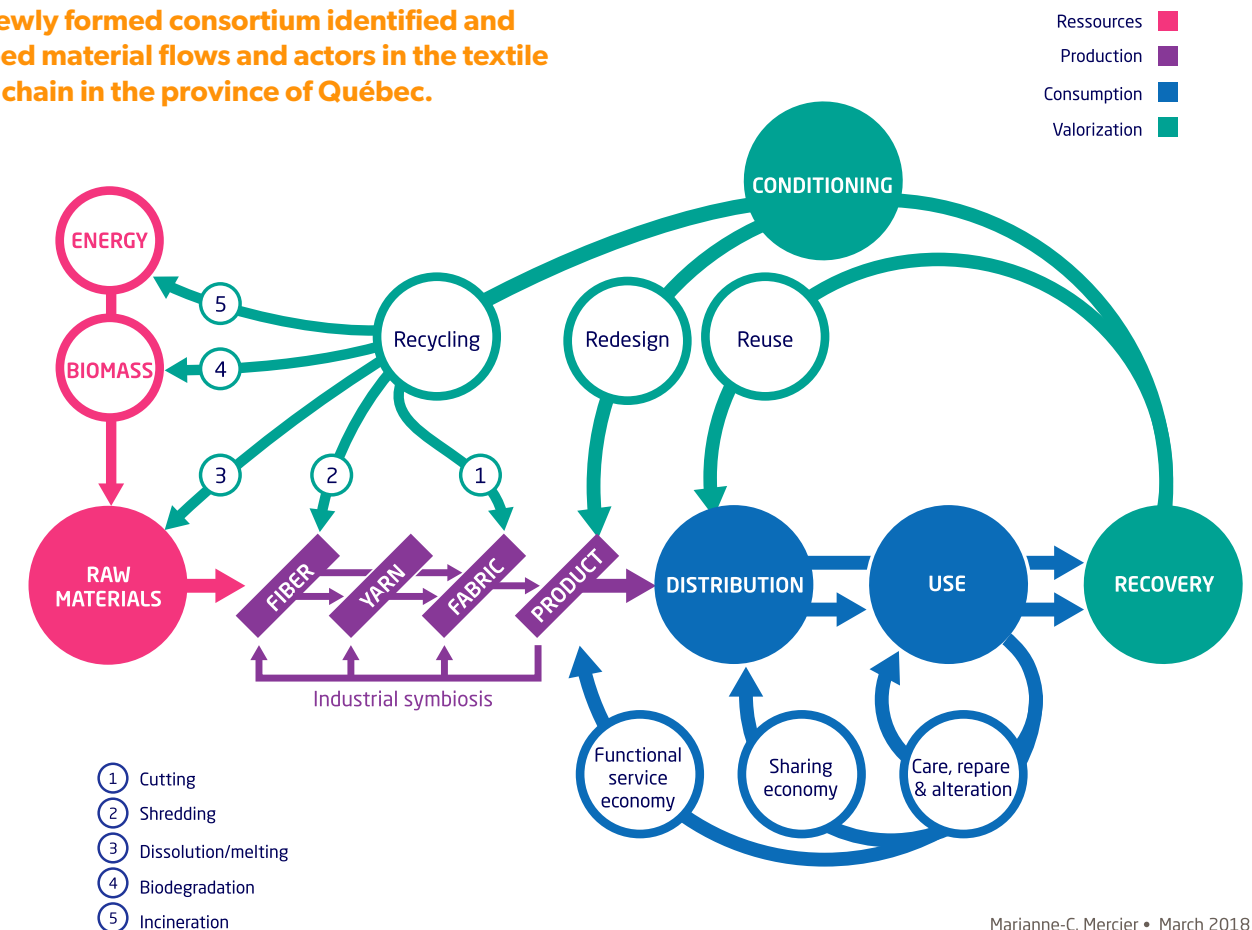 ewly formed consortium identified and
ed material flows and actors in the textile
chain in the province of Québec.
Ressources
Production
Consumption
Valorization
CONDITIONING
ENERGY
5
Recycling
Redesign
Reuse
BIOMASS
4
3
2
1
RAW
MATERIALS
FIBER
YARN
FABRIC
PRODUCT
DISTRIBUTION
USE
RECOVERY
Industrial symbiosis
Functional
service
economy
Sharing
economy
Care, repare
& alteration
1 Cutting
2 Shredding
3 Dissolution/melting
4 Biodegradation
5 Incineration
Marianne-C. Mercier • March 2018